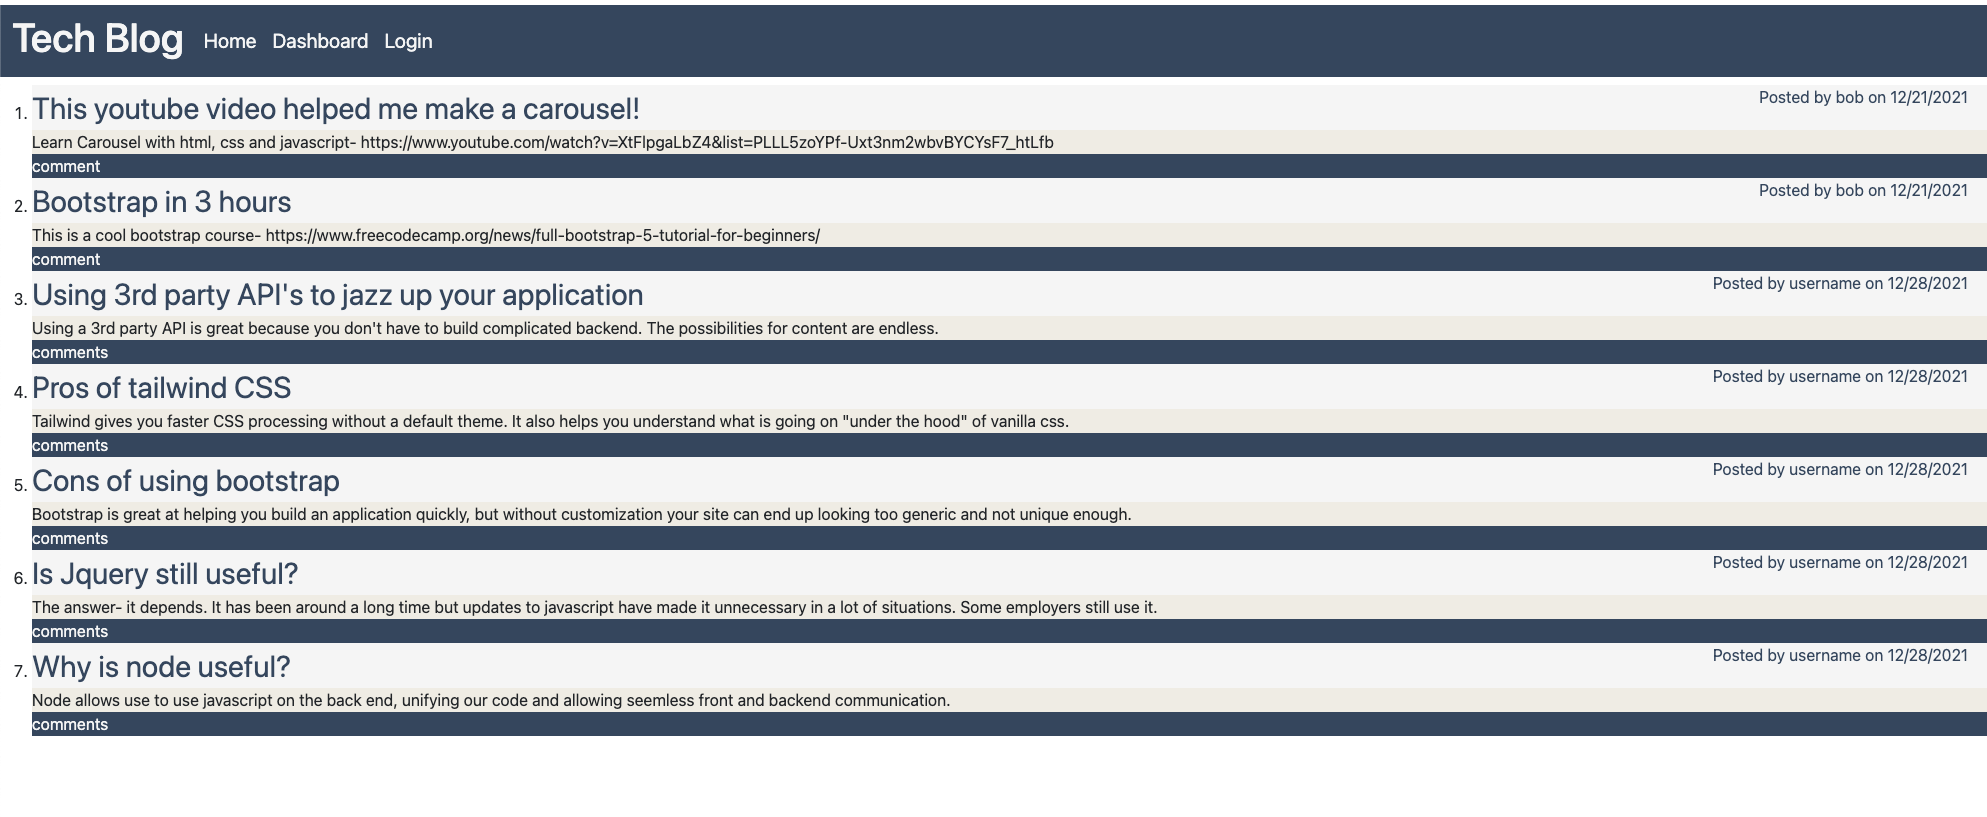 Tech Blog Home Dashboard Login
1. This youtube video helped me make a carousel! Posted by bob on 12/21/2021
Learn Carousel with html, css and javascript- https://www.youtube.com/watch?v=XtFlpgaLbZ4&list=PLLL5zoYPf-Uxt3nm2wbvBYCYsF7_htLfb
comment
2. Bootstrap in 3 hours Posted by bob on 12/21/2021
This is a cool bootstrap course- https://www.freecodecamp.org/news/full-bootstrap-5-tutorial-for-beginners/
comment
3. Using 3rd party API's to jazz up your application Posted by username on 12/28/2021
Using a 3rd party API is great because you don't have to build complicated backend. The possibilities for content are endless.
comments
4. Pros of tailwind CSS Posted by username on 12/28/2021
Tailwind gives you faster CSS processing without a default theme. It also helps you understand what is going on "under the hood" of vanilla css.
comments
5. Cons of using bootstrap Posted by username on 12/28/2021
Bootstrap is great at helping you build an application quickly, but without customization your site can end up looking too generic and not unique enough.
comments
6. Is Jquery still useful? Posted by username on 12/28/2021
The answer- it depends. It has been around a long time but updates to javascript have made it unnecessary in a lot of situations. Some employers still use it.
comments
7. Why is node useful? Posted by username on 12/28/2021
Node allows use to use javascript on the back end, unifying our code and allowing seemless front and backend communication.
comments